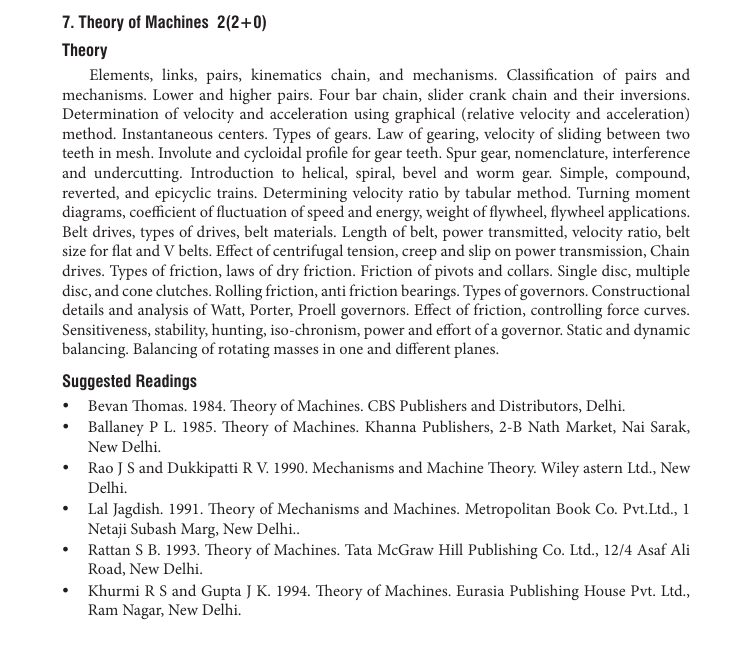 7. Theory of Machines 2(2+0)
Theory
Elements, links, pairs, kinematics chain, and mechanisms. Classification of pairs and
mechanisms. Lower and higher pairs. Four bar chain, slider crank chain and their inversions.
Determination of velocity and acceleration using graphical (relative velocity and acceleration)
method. Instantaneous centers. Types of gears. Law of gearing, velocity of sliding between two
teeth in mesh. Involute and cycloidal profile for gear teeth. Spur gear, nomenclature, interference
and undercutting. Introduction to helical, spiral, bevel and worm gear. Simple, compound,
reverted, and epicyclic trains. Determining velocity ratio by tabular method. Turning moment
diagrams, coefficient of fluctuation of speed and energy, weight of flywheel, flywheel applications.
Belt drives, types of drives, belt materials. Length of belt, power transmitted, velocity ratio, belt
size for flat and V belts. Effect of centrifugal tension, creep and slip on power transmission, Chain
drives. Types of friction, laws of dry friction. Friction of pivots and collars. Single disc, multiple
disc, and cone clutches. Rolling friction, anti friction bearings. Types of governors. Constructional
details and analysis of Watt, Porter, Proell governors. Effect of friction, controlling force curves.
Sensitiveness, stability, hunting, iso-chronism, power and effort of a governor. Static and dynamic
balancing. Balancing of rotating masses in one and different planes.
Suggested Readings
• Bevan Thomas. 1984. Theory of Machines. CBS Publishers and Distributors, Delhi.
• Ballaney P L. 1985. Theory of Machines. Khanna Publishers, 2-B Nath Market, Nai Sarak,
New Delhi.
• Rao J S and Dukkipatti R V. 1990. Mechanisms and Machine Theory. Wiley astern Ltd., New
Delhi.
• Lal Jagdish. 1991. Theory of Mechanisms and Machines. Metropolitan Book Co. Pvt.Ltd., 1
Netaji Subash Marg, New Delhi..
• Rattan S B. 1993. Theory of Machines. Tata McGraw Hill Publishing Co. Ltd., 12/4 Asaf Ali
Road, New Delhi.
• Khurmi R S and Gupta J K. 1994. Theory of Machines. Eurasia Publishing House Pvt. Ltd.,
Ram Nagar, New Delhi.